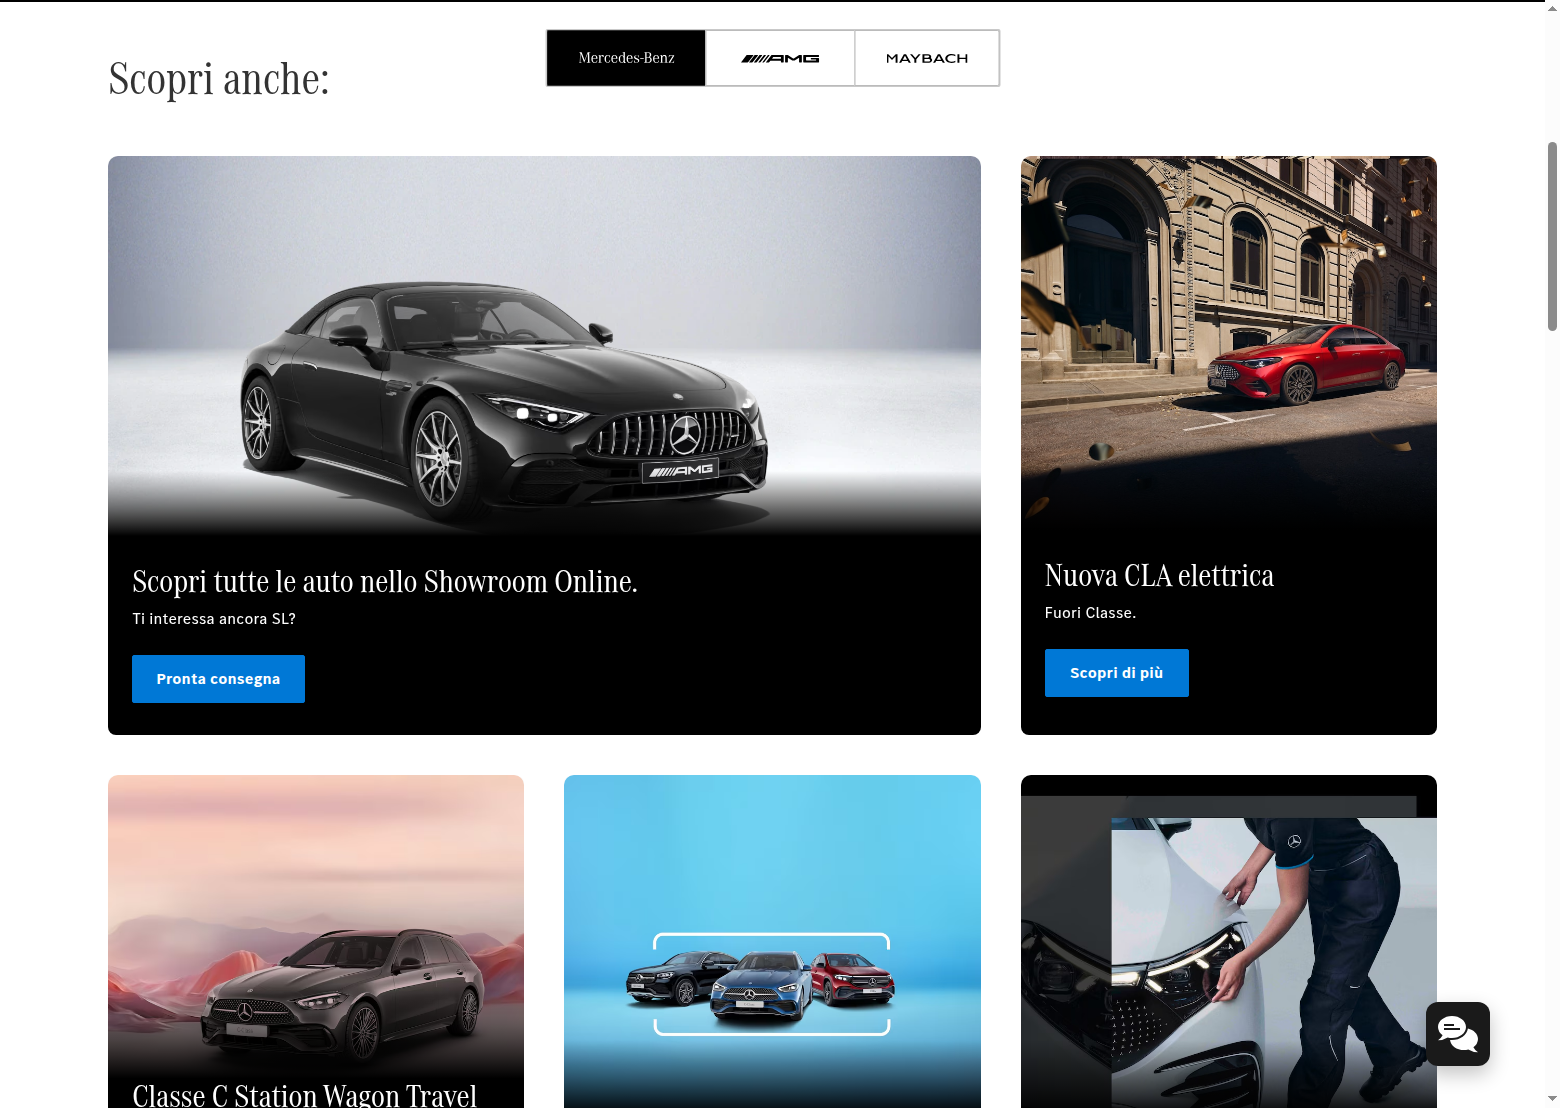 Scopri anche:
Mercedes-Benz
AMG
MAYBACH
AMG
Scopri tutte le auto nello Showroom Online.
Ti interessa ancora SL?
Pronta consegna
Nuova CLA elettrica
Fuori Classe.
Scopri di più
Classe C Station Wagon Travel